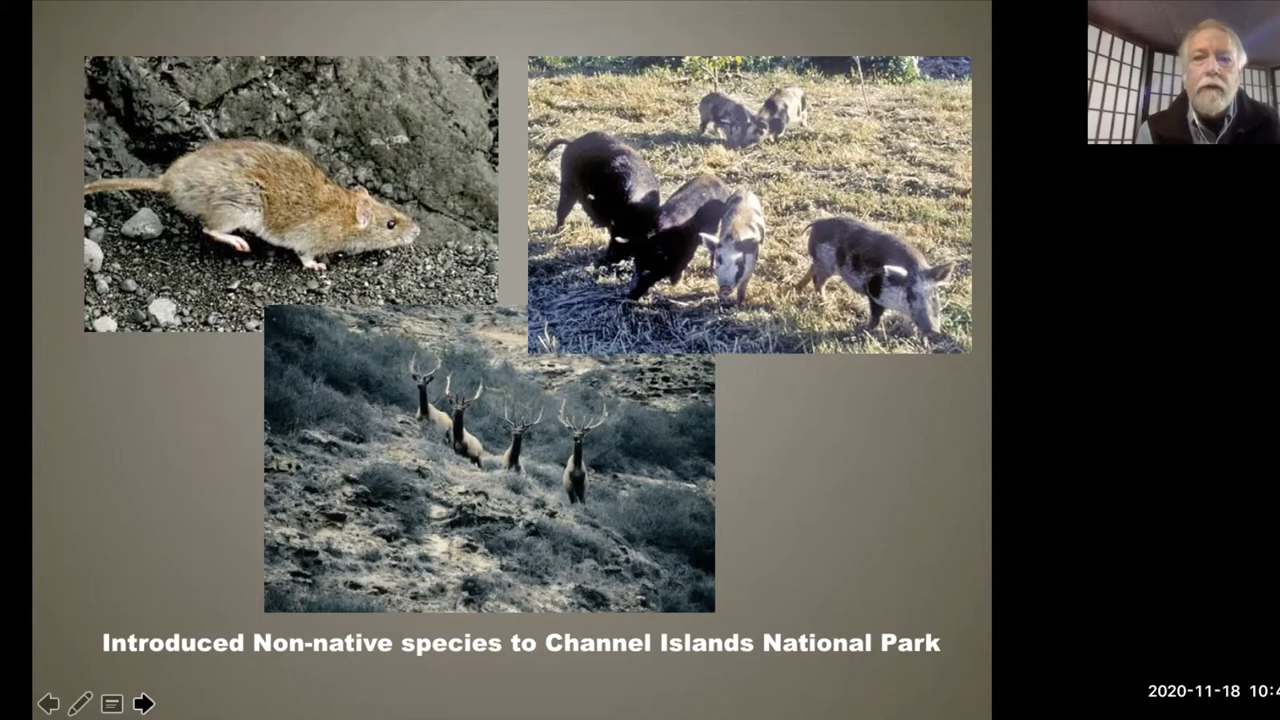 Introduced Non-native species to Channel Islands National Park
2020-11-18 10:4